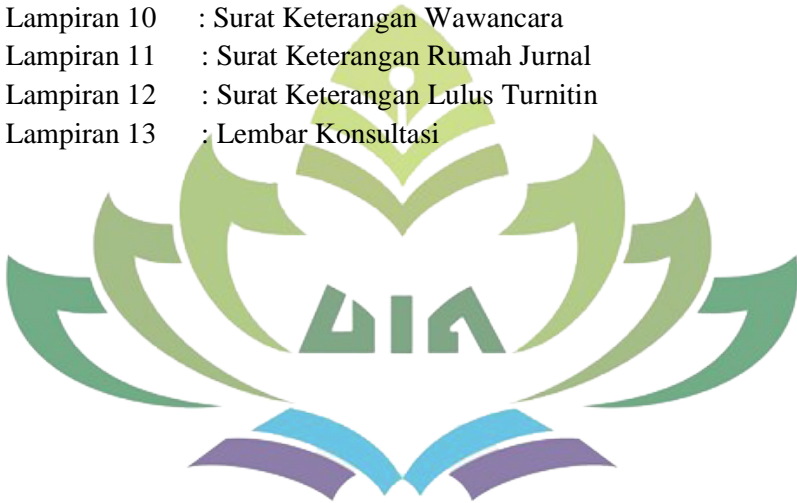 Lampiran 10 : Surat Keterangan Wawancara
Lampiran 11 : Surat Keterangan Rumah Jurnal
Lampiran 12 : Surat Keterangan Lulus Turnitin
Lampiran 13 : Lembar Konsultasi
UIN